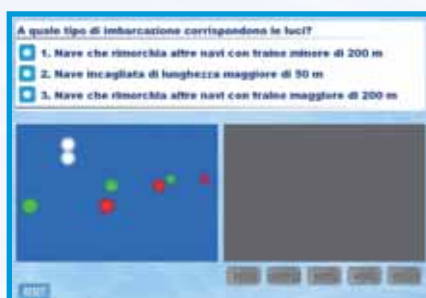 A quale tipo di imbarcazione corrispondono le luci?
1. Nave che rimorchia altre navi con traino minore di 200 m
2. Nave incagliata di lunghezza maggiore di 50 m
3. Nave che rimorchia altre navi con traino maggiore di 200 m